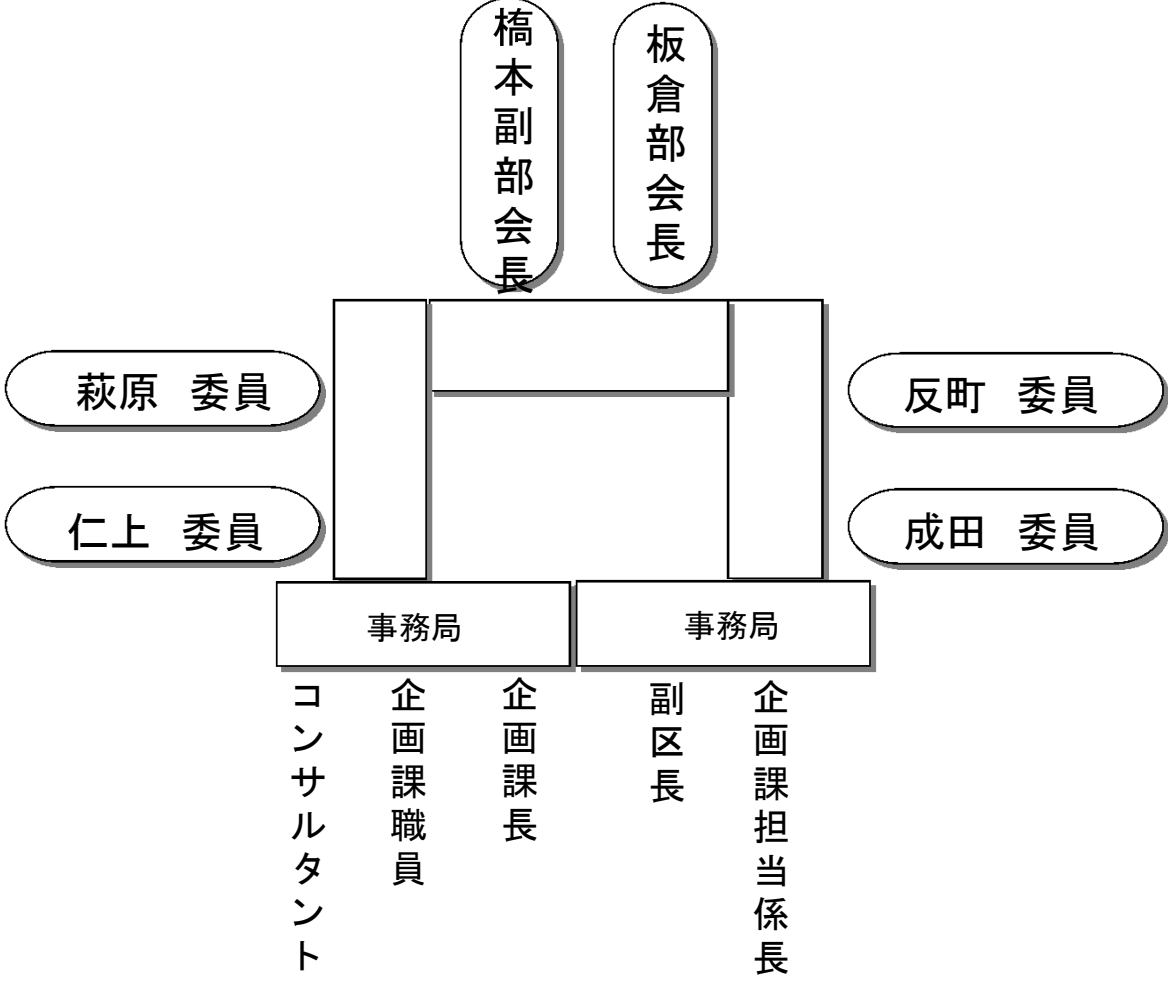 橋本副部会長
板倉部会長
萩原　委員
反町　委員
仁上　委員
成田　委員
事務局
事務局
コンサルタント
企画課職員
企画課長
副区長
企画課担当係長